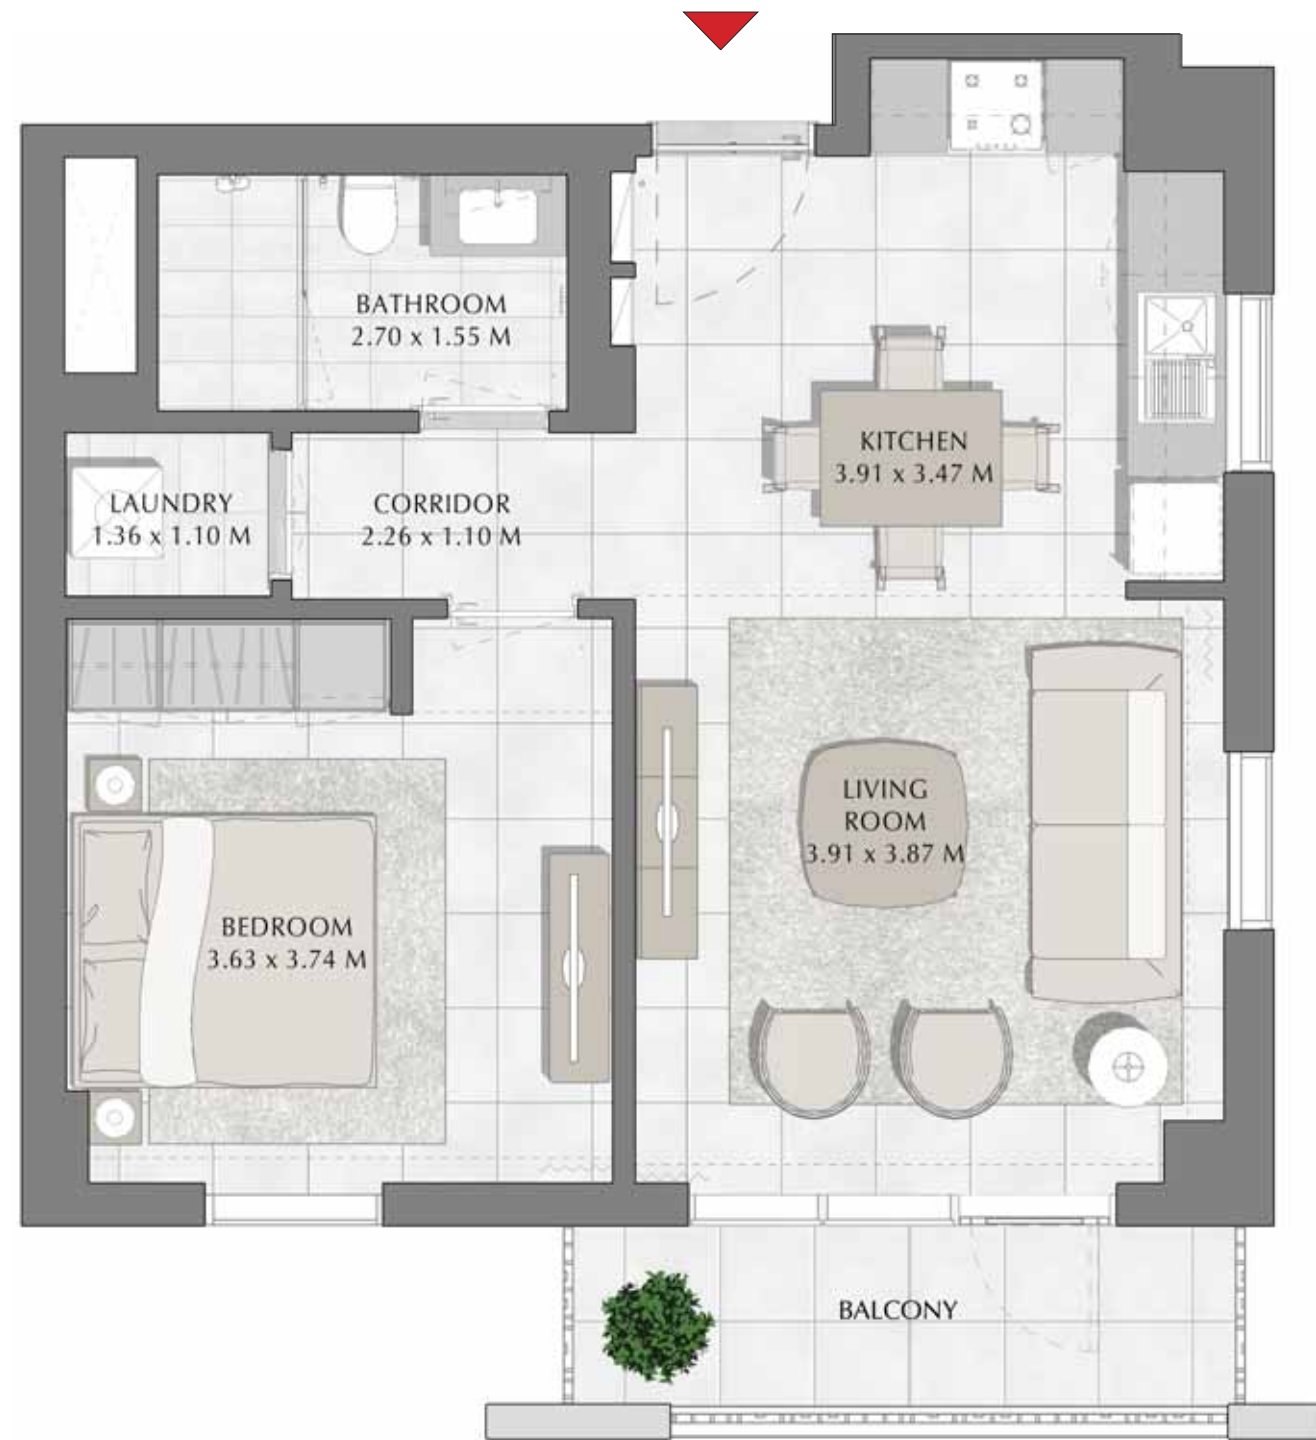 BATHROOM
2.70 x 1.55 M
KITCHEN
3.91 x 3.47 M
LAUNDRY
1.36 x 1.10 M
CORRIDOR
2.26 x 1.10 M
LIVING
ROOM
3.91 x 3.87 M
BEDROOM
3.63 x 3.74 M
BALCONY